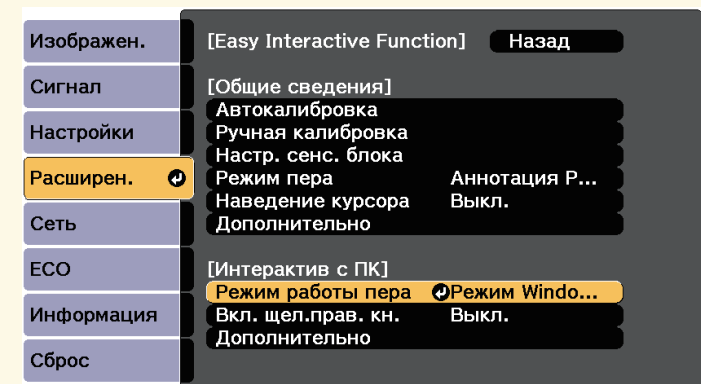 Изображен.
Сигнал
Настройки
Расширен.
Сеть
ECO
Информация
Сброс
[Easy Interactive Function] Назад
[Общие сведения]
Автокалибровка
Ручная калибровка
Настр. сенс. блока
Режим пера Аннотация P...
Наведение курсора Выкл.
Дополнительно
[Интерактив с ПК]
Режим работы пера Режим Windo...
Вкл. щел.прав. кн. Выкл.
Дополнительно